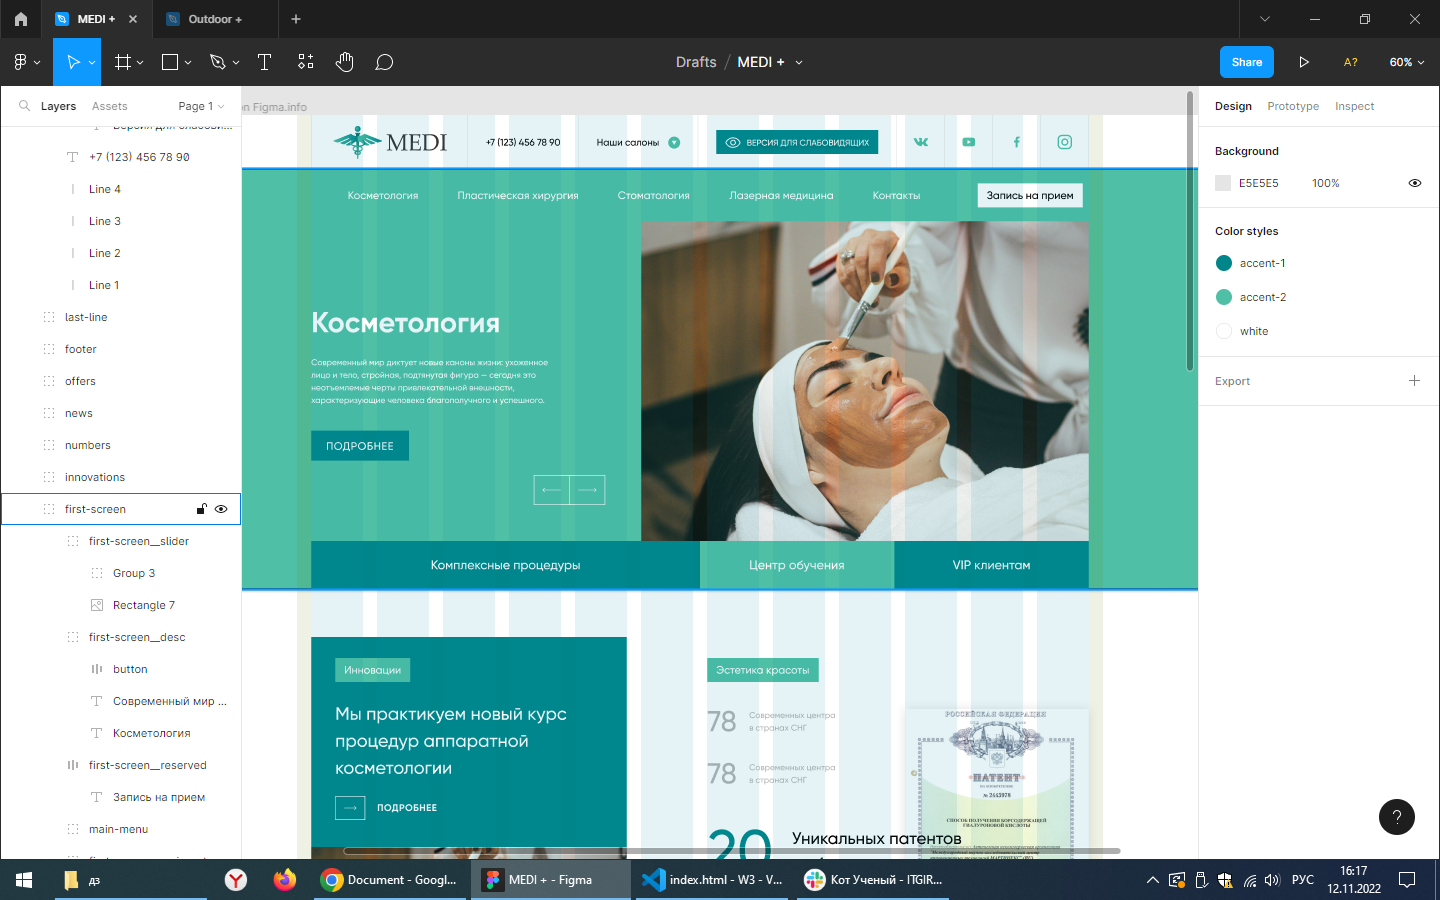 MEDI +
Outdoor +
Drafts / MEDI +
Share
A?
60%
Layers
Assets
Page 1
on Figma.info
Design
Prototype
Inspect
+7 (123) 456 78 90
Line 4
Line 3
Line 2
Line 1
last-line
footer
offers
news
numbers
innovations
first-screen
first-screen__slider
Group 3
Rectangle 7
first-screen__desc
button
Современный мир ...
Косметология
first-screen__reserved
Запись на прием
main-menu
MEDI
+7 (123) 456 78 90
Наши салоны
ВЕРСИЯ ДЛЯ СЛАБОВИДЯЩИХ
Косметология
Пластическая хирургия
Стоматология
Лазерная медицина
Контакты
Запись на прием
Косметология
Современный мир диктует новые каноны жизни: ухоженное
лицо и тело, стройная, подтянутая фигура — сегодня это
неотъемлемые черты привлекательной внешности,
характеризующие человека благополучного и успешного.
ПОДРОБНЕЕ
Комплексные процедуры
Центр обучения
VIP клиентам
Инновации
Мы практикуем новый курс
процедур аппаратной
косметологии
ПОДРОБНЕЕ
Эстетика красоты
78
Современных центра
в странах СНГ
78
Современных центра
в странах СНГ
20
Уникальных патентов
РОССИЙСКАЯ ФЕДЕРАЦИЯ
ПАТЕНТ
№ 2445978
СПОСОБ ПОЛУЧЕНИЯ БОРСОДЕРЖАЩЕЙ
ГИАЛУРОНОВОЙ КИСЛОТЫ
Background
E5E5E5
100%
Color styles
accent-1
accent-2
white
Export
?
дз
Document - Googl...
MEDI + - Figma
index.html - W3 - V...
Кот Ученый - ITGIR...
РУС
16:17
12.11.2022